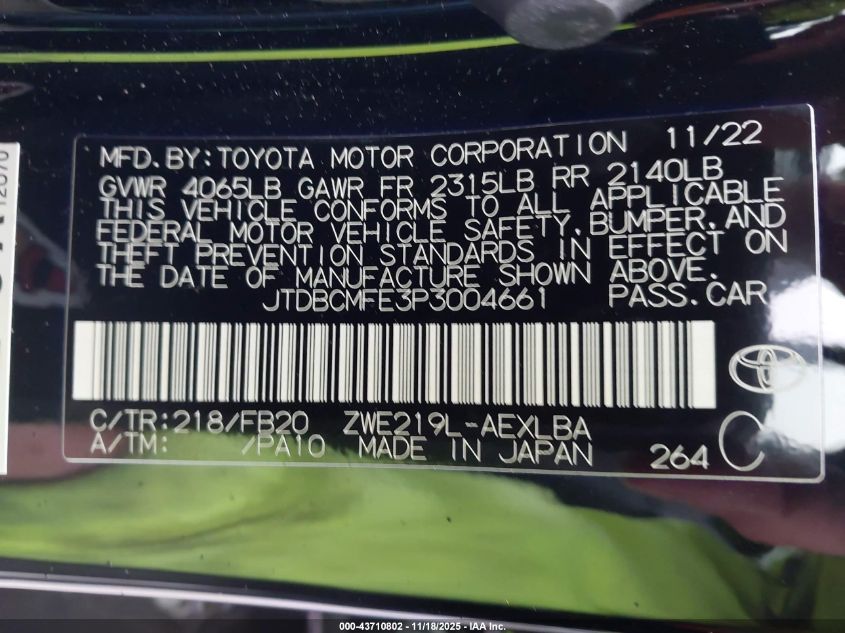 MFD.BY:TOYOTA MOTOR CORPORATION 11/22
GVWR 4065LB GAWR FR 2315LB RR 2140LB
THIS VEHICLE CONFORMS TO ALL APPLICABLE
FEDERAL MOTOR VEHICLE SAFETY,BUMPER,AND
THEFT PREVENTION STANDARDS IN EFFECT ON
THE DATE OF MANUFACTURE SHOWN ABOVE.
JTDBCMFE3P3004661 PASS.CAR
C/TR:218/FB20 ZWE219L-AEXLBA
A/TM: /PA10 MADE IN JAPAN 264 C
000-43710802 - 11/18/2025 - IAA Inc.